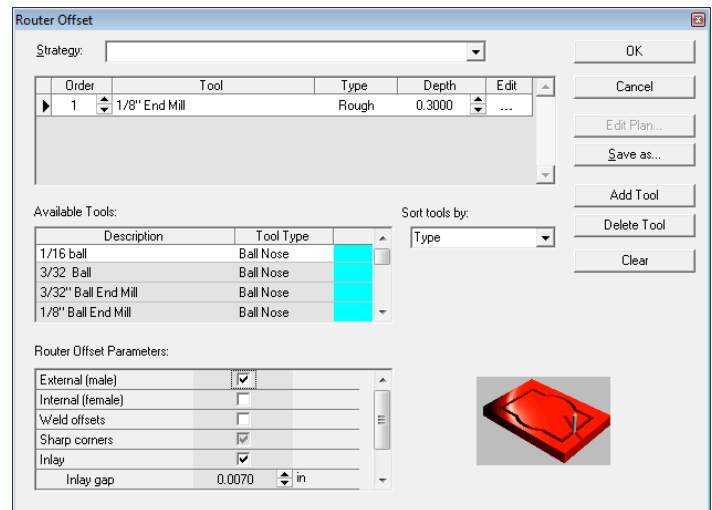 Router Offset
Strategy: OK
Order Tool Type Depth Edit Cancel
1 1/8" End Mill Rough 0.3000 ...
Edit Plan...
Save as...
Add Tool
Available Tools: Sort tools by:
Delete Tool
Description Tool Type Type
1/16 ball Ball Nose Clear
3/32 Ball Ball Nose
3/32" Ball End Mill Ball Nose
1/8" Ball End Mill Ball Nose
Router Offset Parameters:
External (male)
Internal (female)
Weld offsets
Sharp corners
Inlay
Inlay gap 0.0070 in